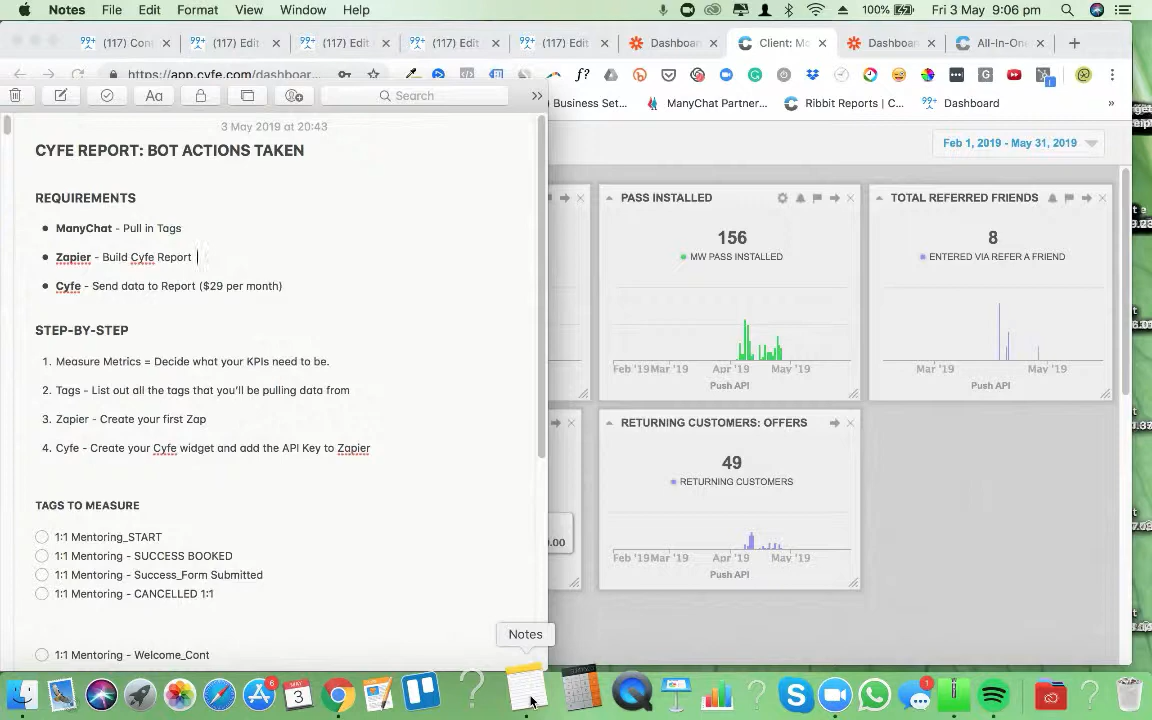 Notes File Edit Format View Window Help 100% Fri 3 May 9:06 pm
(117) Con (117) Edit (117) Edit (117) Edit (117) Edit Dashboar Client: Mo Dashboar All-In-One
https://app.cyfe.com/dashboar...
Aa Search
Business Set... ManyChat Partner... Ribbit Reports | C... Dashboard
3 May 2019 at 20:43
CYFE REPORT: BOT ACTIONS TAKEN
REQUIREMENTS
ManyChat - Pull in Tags
Zapier - Build Cyfe Report
Cyfe - Send data to Report ($29 per month)
STEP-BY-STEP
1. Measure Metrics = Decide what your KPIs need to be.
2. Tags - List out all the tags that you'll be pulling data from
3. Zapier - Create your first Zap
4. Cyfe - Create your Cyfe widget and add the API Key to Zapier
TAGS TO MEASURE
1:1 Mentoring_START
1:1 Mentoring - SUCCESS BOOKED
1:1 Mentoring - Success_Form Submitted
1:1 Mentoring - CANCELLED 1:1
1:1 Mentoring - Welcome_Cont
Feb 1, 2019 - May 31, 2019
PASS INSTALLED
156
MW PASS INSTALLED
Feb '19 Mar '19 Apr '19 May '19
Push API
TOTAL REFERRED FRIENDS
8
ENTERED VIA REFER A FRIEND
Mar '19 May '19
Push API
RETURNING CUSTOMERS: OFFERS
49
RETURNING CUSTOMERS
Feb '19 Mar '19 Apr '19 May '19
Push API
.00
Notes